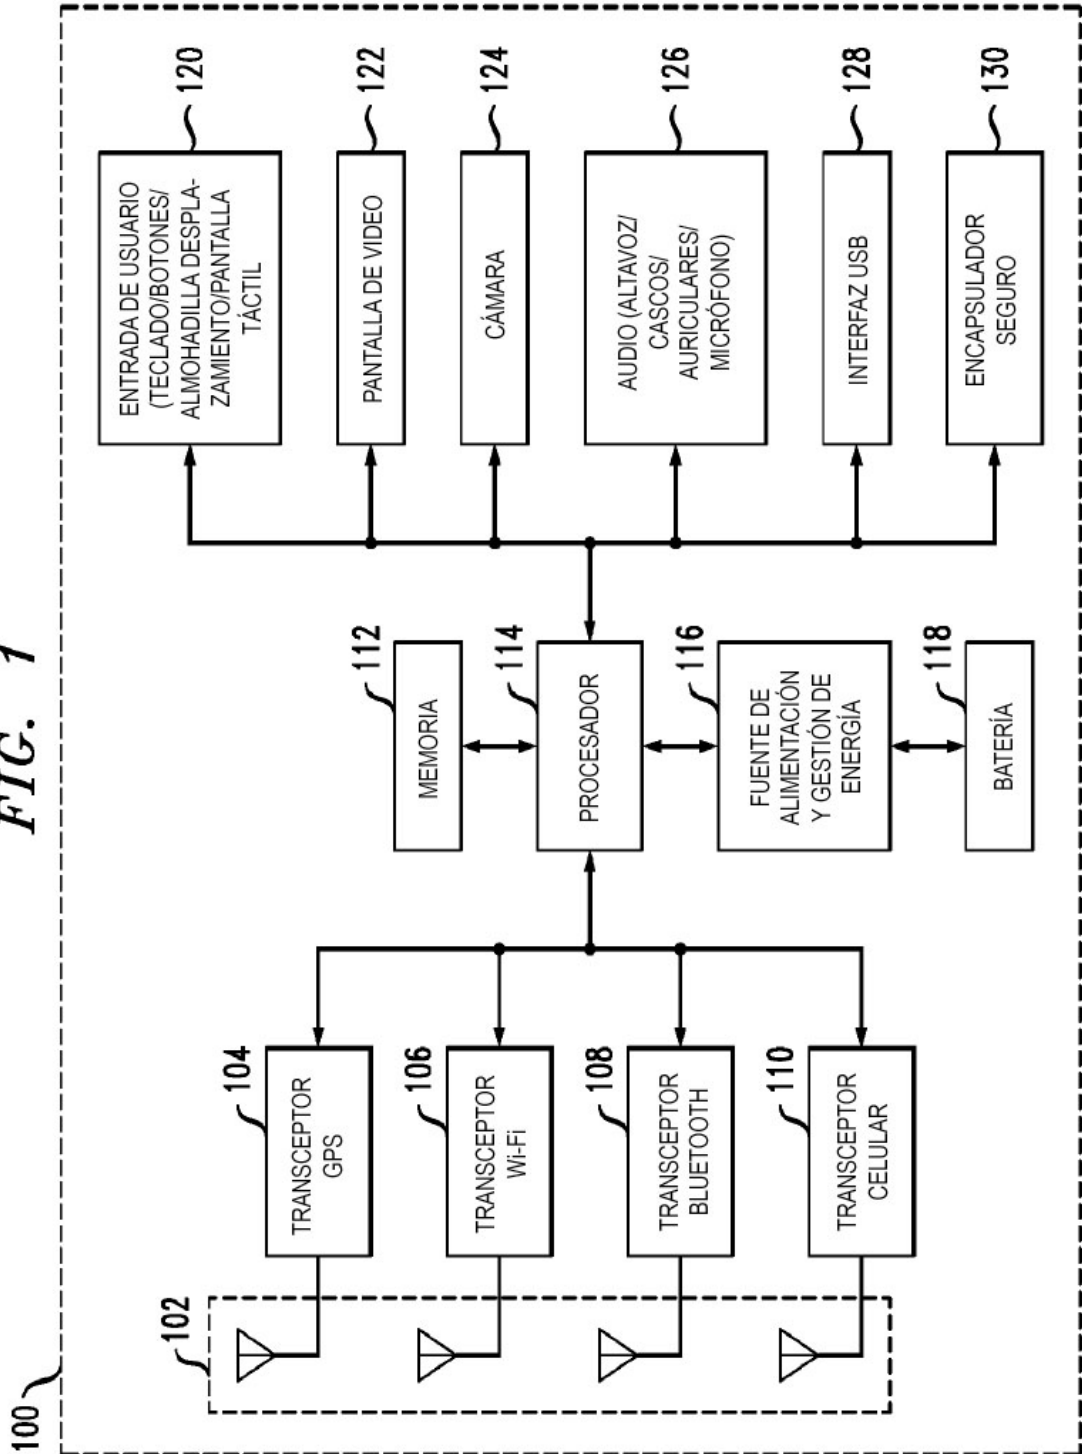 FIG. 1
100
102
104
TRANSCEPTOR
GPS
106
TRANSCEPTOR
Wi-Fi
108
TRANSCEPTOR
BLUETOOTH
110
TRANSCEPTOR
CELULAR
112
MEMORIA
114
PROCESADOR
116
FUENTE DE
ALIMENTACIÓN
Y GESTIÓN DE
ENERGÍA
118
BATERÍA
120
ENTRADA DE USUARIO
(TECLADO/BOTONES/
ALMOHADILLA DESPLA-
ZAMIENTO/PANTALLA
TÁCTIL
122
PANTALLA DE VIDEO
124
CÁMARA
126
AUDIO (ALTAVOZ/
CASCOS/
AURICULARES/
MICRÓFONO)
128
INTERFAZ USB
130
ENCAPSULADOR
SEGURO